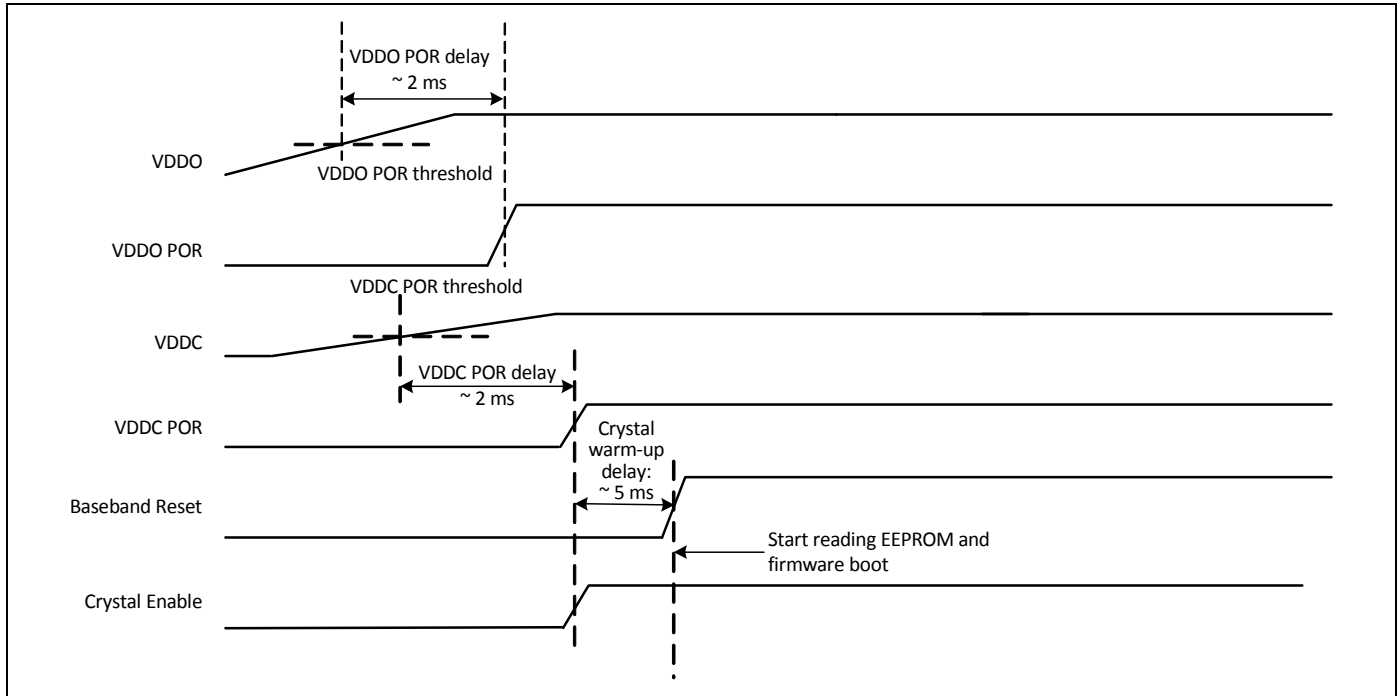 VDDO POR delay
~ 2 ms
VDDO
VDDO POR threshold
VDDO POR
VDDC POR threshold
VDDC
VDDC POR delay
~ 2 ms
VDDC POR
Crystal
warm-up
delay:
~ 5 ms
Baseband Reset
Start reading EEPROM and
firmware boot
Crystal Enable